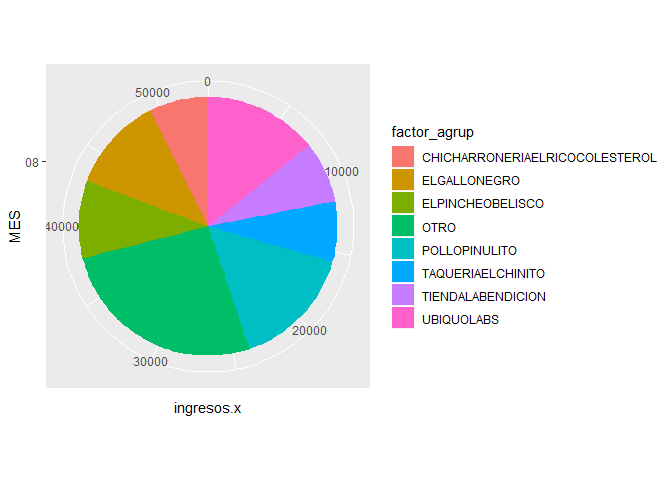 0
50000
10000
08
40000
20000
30000
MES
ingresos.x
factor_agrup
CHICHARRONERIAELRICOCOLESTEROL
ELGALLONEGRO
ELPINCHEOBELISCO
OTRO
POLLOPINULITO
TAQUERIAELCHINITO
TIENDALABENDICION
UBIQUOLABS